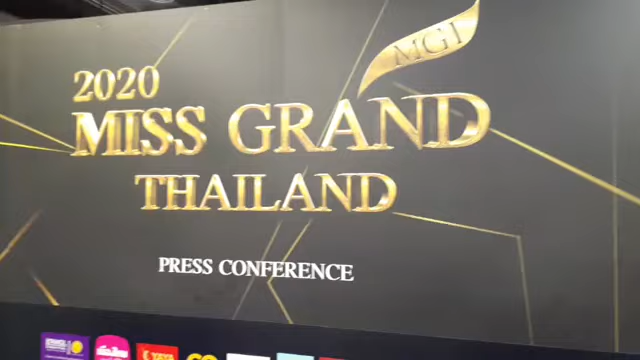 MGI
2020
MISS GRAND
THAILAND
PRESS CONFERENCE